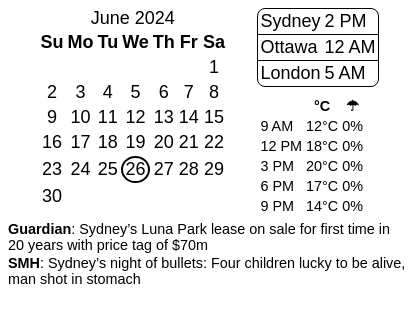 June 2024
Su Mo Tu We Th Fr Sa
1
2 3 4 5 6 7 8
9 10 11 12 13 14 15
16 17 18 19 20 21 22
23 24 25 26 27 28 29
30
Sydney 2 PM
Ottawa 12 AM
London 5 AM
°C ☂
9 AM 12°C 0%
12 PM 18°C 0%
3 PM 20°C 0%
6 PM 17°C 0%
9 PM 14°C 0%
Guardian: Sydney’s Luna Park lease on sale for first time in
20 years with price tag of $70m
SMH: Sydney’s night of bullets: Four children lucky to be alive,
man shot in stomach